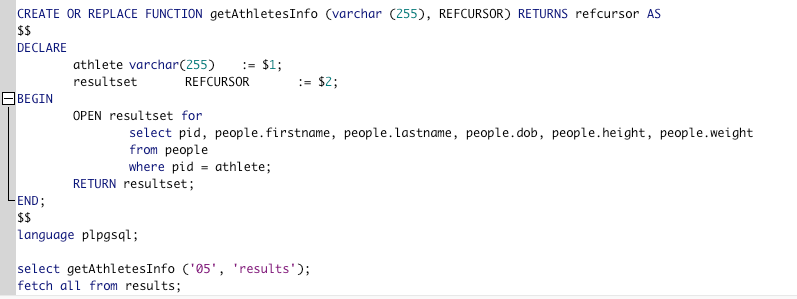 CREATE OR REPLACE FUNCTION getAthletesInfo (varchar (255), REFCURSOR) RETURNS refcursor AS
$$
DECLARE
athlete varchar(255) := $1;
resultset REFCURSOR := $2;
BEGIN
OPEN resultset for
select pid, people.firstname, people.lastname, people.dob, people.height, people.weight
from people
where pid = athlete;
RETURN resultset;
END;
$$
language plpgsql;
select getAthletesInfo ('05', 'results');
fetch all from results;